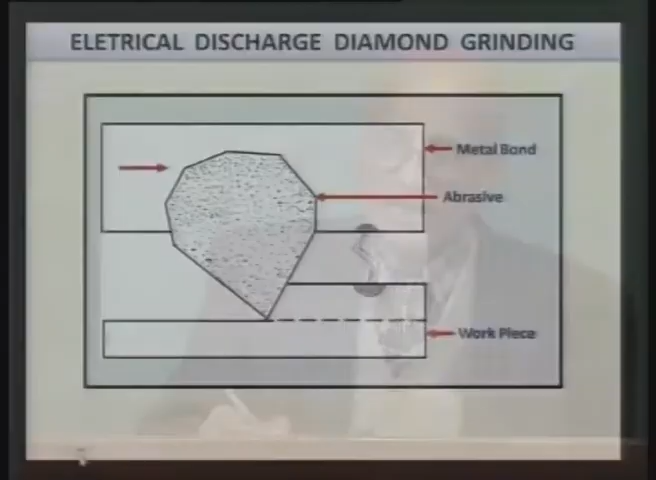 ELETRICAL DISCHARGE DIAMOND GRINDING
Metal Bond
Abrasive
Work Piece